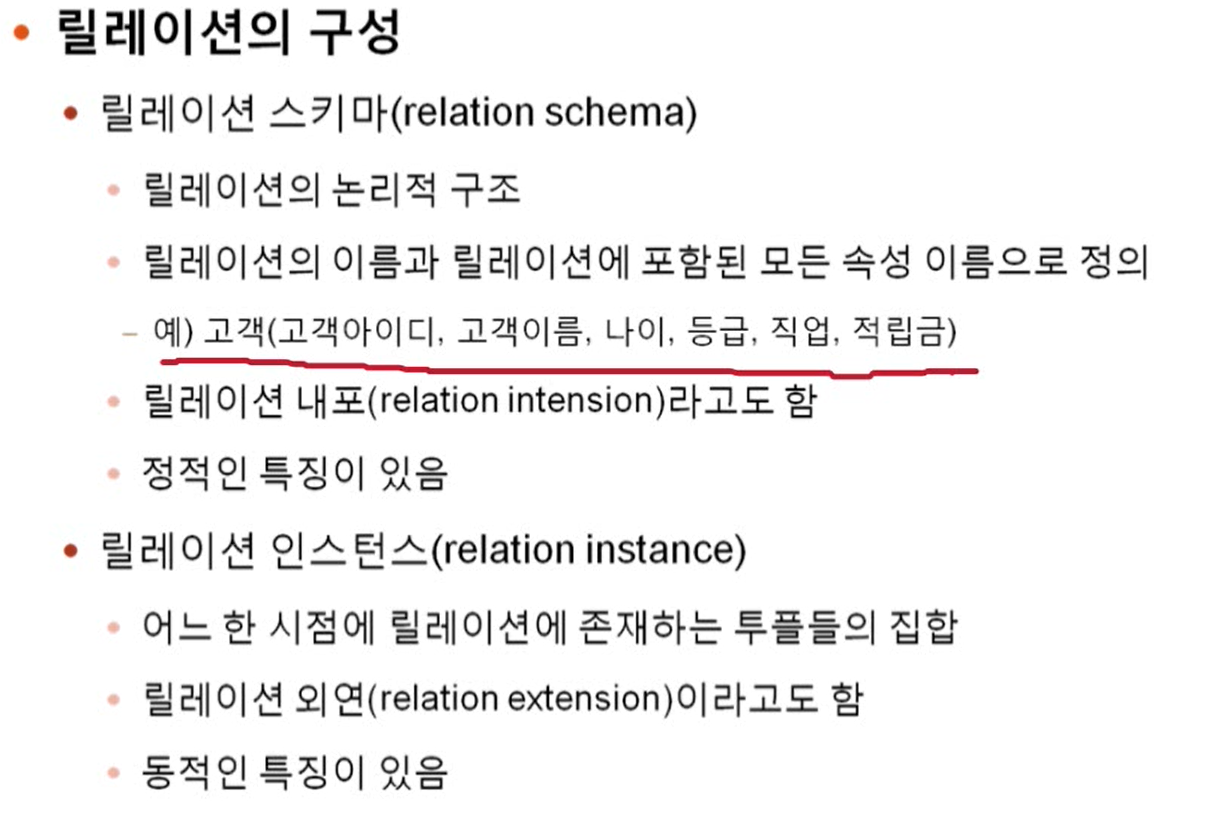 • 릴레이션의 구성
• 릴레이션 스키마(relation schema)
• 릴레이션의 논리적 구조
• 릴레이션의 이름과 릴레이션에 포함된 모든 속성 이름으로 정의
– 예) 고객(고객아이디, 고객이름, 나이, 등급, 직업, 적립금)
• 릴레이션 내포(relation intension)라고도 함
• 정적인 특징이 있음
• 릴레이션 인스턴스(relation instance)
• 어느 한 시점에 릴레이션에 존재하는 투플들의 집합
• 릴레이션 외연(relation extension)이라고도 함
• 동적인 특징이 있음